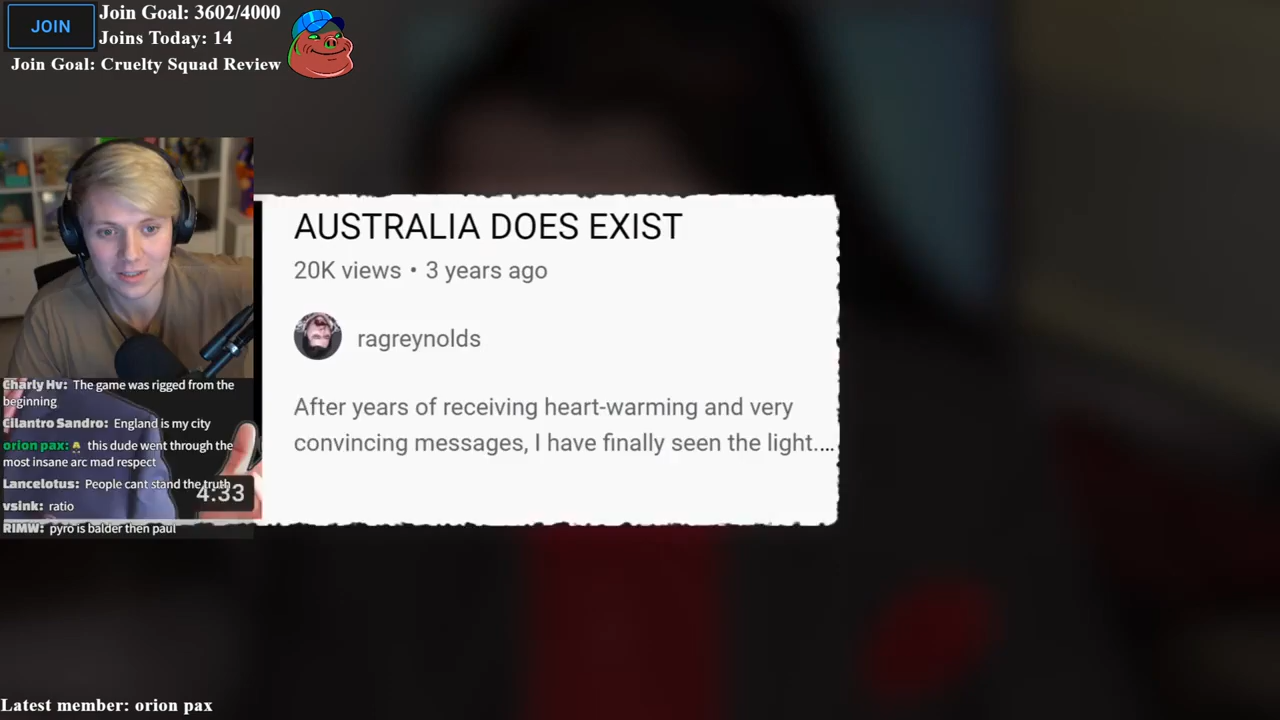 JOIN
Join Goal: 3602/4000
Joins Today: 14
Join Goal: Cruelty Squad Review
AUSTRALIA DOES EXIST
20K views • 3 years ago
ragreynolds
After years of receiving heart-warming and very
convincing messages, I have finally seen the light....
Charly Hv: The game was rigged from the
beginning
Cilantro Sandro: England is my city
orion pax: this dude went through the
most insane arc mad respect
Lancelotus: People cant stand the truth
4:33
vsink: ratio
RIMW: pyro is balder then paul
Latest member: orion pax